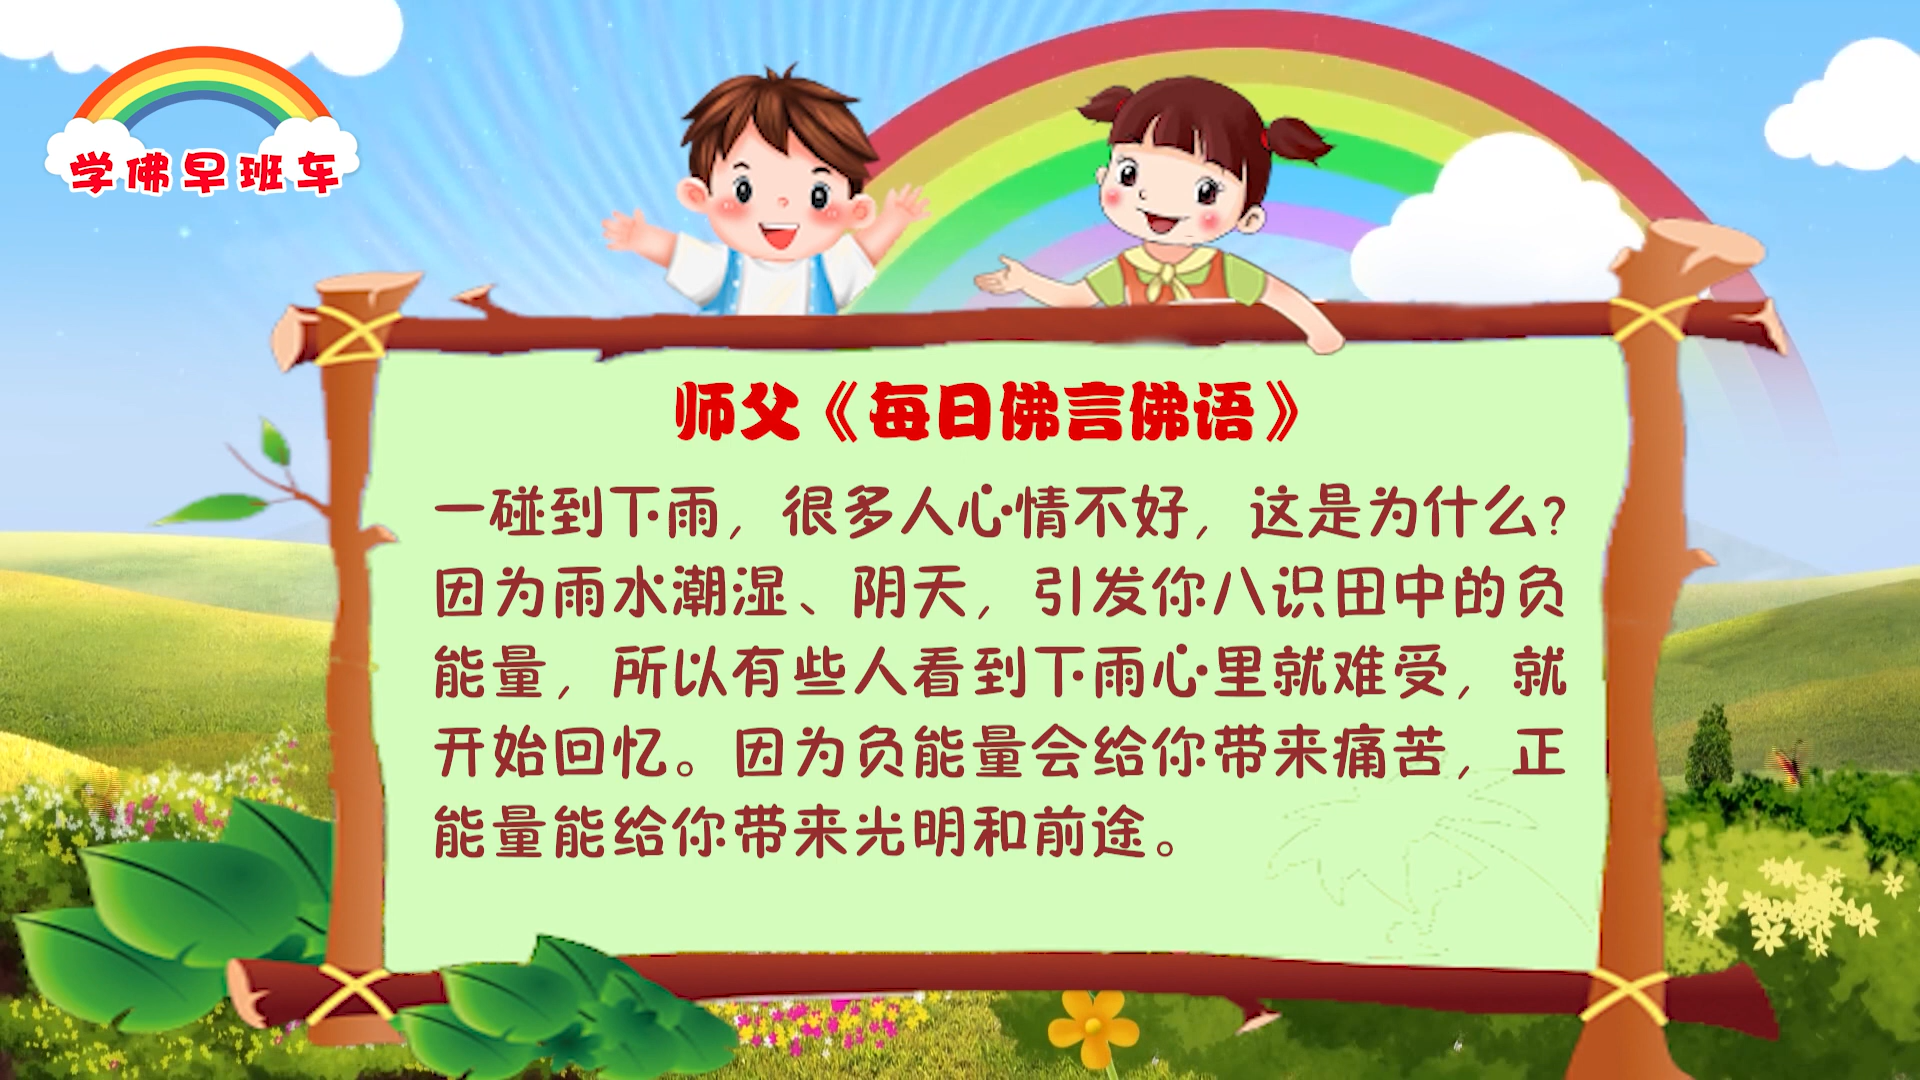 学佛早班车
师父《每日佛言佛语》
一碰到下雨，很多人心情不好，这是为什么?
因为雨水潮湿、阴天，引发你八识田中的负
能量，所以有些人看到下雨心里就难受，就
开始回忆。因为负能量会给你带来痛苦，正
能量能给你带来光明和前途。